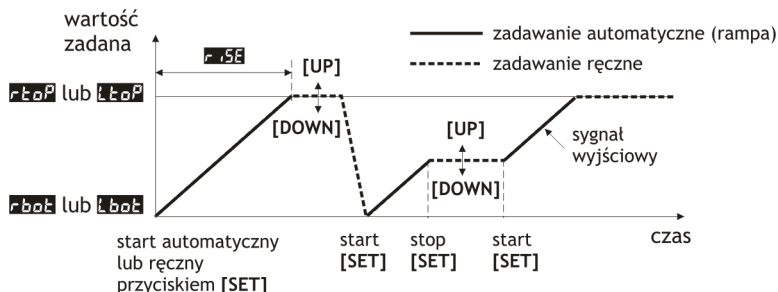 wartość
zadana
r iSE
[UP]
[DOWN]
zadawanie automatyczne (rampa)
zadawanie ręczne
rtoP lub LtoP
[UP]
[DOWN]
sygnał
wyjściowy
rbot lub Lbot
czas
start automatyczny
lub ręczny
przyciskiem [SET]
start
[SET]
stop
[SET]
start
[SET]